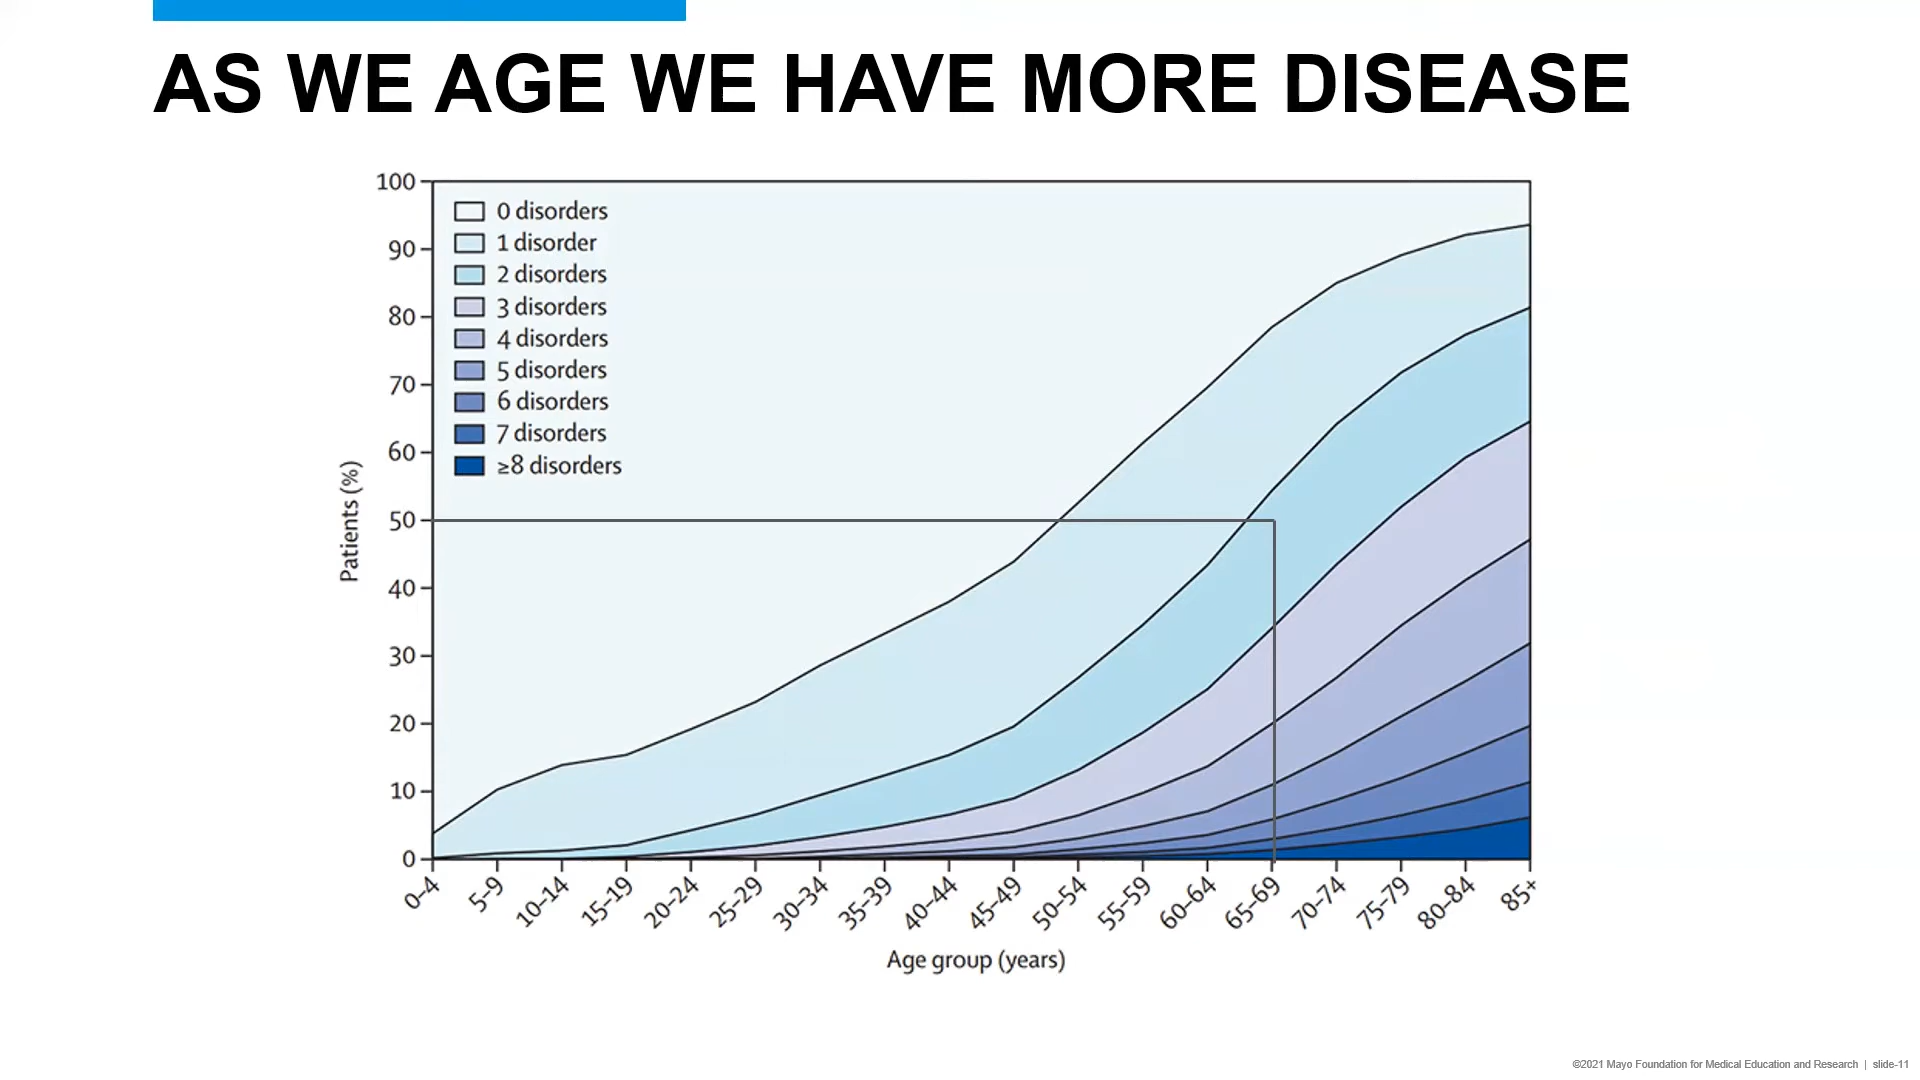 AS WE AGE WE HAVE MORE DISEASE
100
90
80
70
60
50
40
30
20
10
0
Patients (%)
0 disorders
1 disorder
2 disorders
3 disorders
4 disorders
5 disorders
6 disorders
7 disorders
≥8 disorders
0–4
5–9
10–14
15–19
20–24
25–29
30–34
35–39
40–44
45–49
50–54
55–59
60–64
65–69
70–74
75–79
80–84
85+
Age group (years)
©2021 Mayo Foundation for Medical Education and Research | slide-11